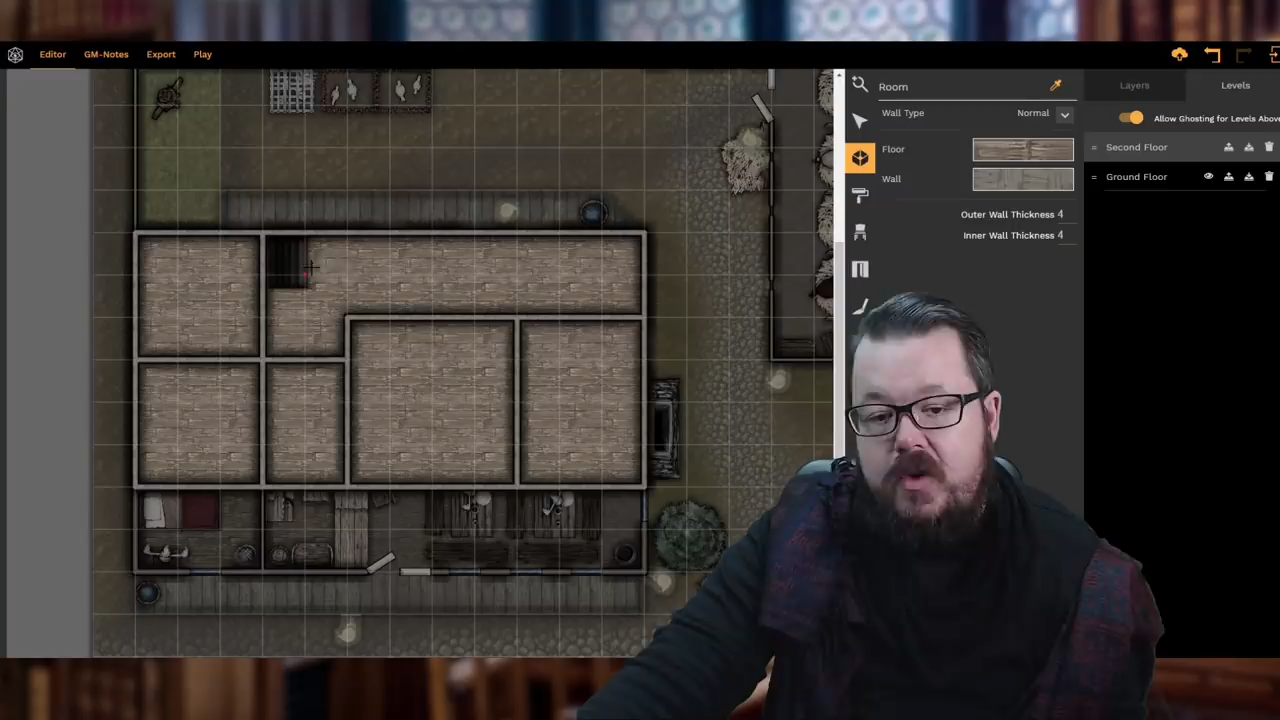 Editor GM-Notes Export Play
Room
Layers
Levels
Wall Type Normal
Allow Ghosting for Levels Above
Floor
Second Floor
Wall
Ground Floor
Outer Wall Thickness 4
Inner Wall Thickness 4